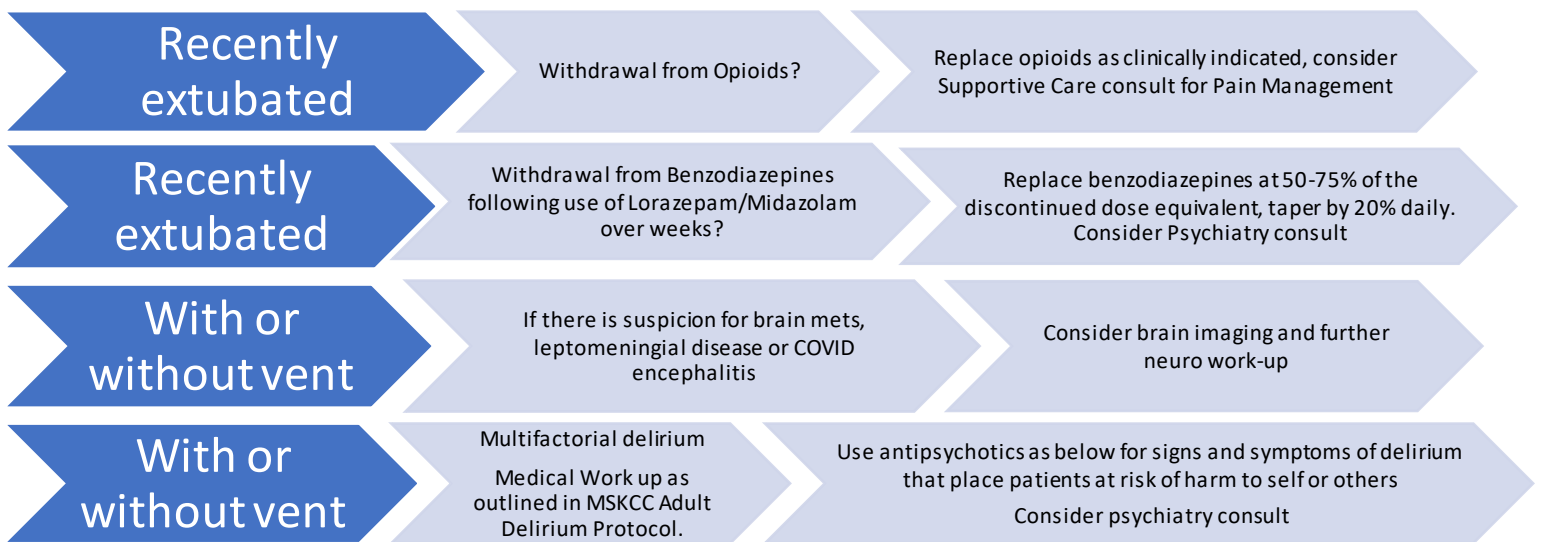 Recently
extubated
Withdrawal from Opioids?
Replace opioids as clinically indicated, consider
Supportive Care consult for Pain Management
Recently
extubated
Withdrawal from Benzodiazepines
following use of Lorazepam/Midazolam
over weeks?
Replace benzodiazepines at 50-75% of the
discontinued dose equivalent, taper by 20% daily.
Consider Psychiatry consult
With or
without vent
If there is suspicion for brain mets,
leptomeningial disease or COVID
encephalitis
Consider brain imaging and further
neuro work-up
With or
without vent
Multifactorial delirium
Medical Work up as
outlined in MSKCC Adult
Delirium Protocol.
Use antipsychotics as below for signs and symptoms of delirium
that place patients at risk of harm to self or others
Consider psychiatry consult